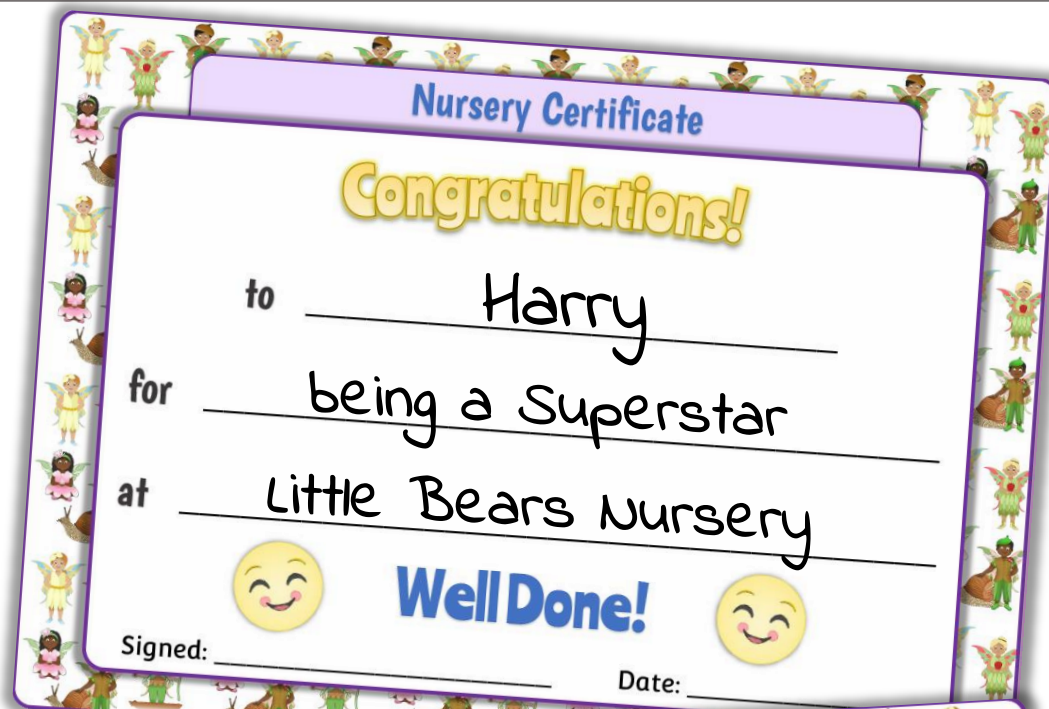 Nursery Certificate
Congratulations!
to Harry
for being a Superstar
at Little Bears Nursery
Well Done!
Signed:
Date: